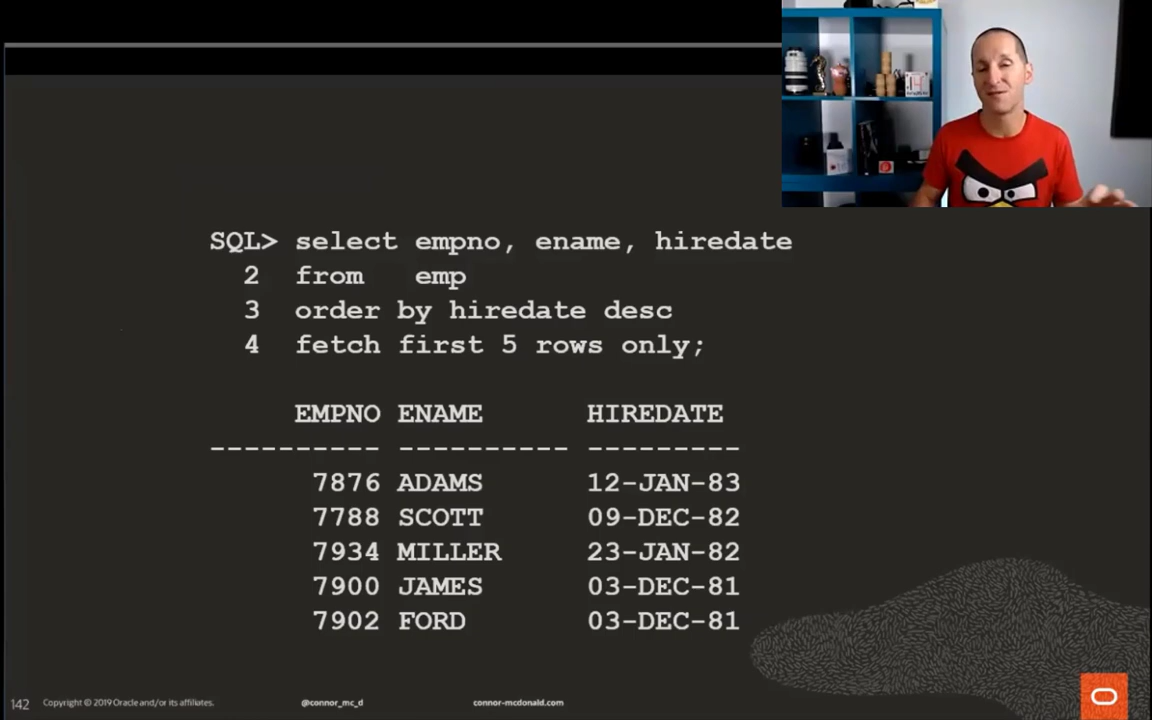 SQL> select empno, ename, hiredate
2 from emp
3 order by hiredate desc
4 fetch first 5 rows only;
EMPNO ENAME HIREDATE
---------- ---------- ---------
7876 ADAMS 12-JAN-83
7788 SCOTT 09-DEC-82
7934 MILLER 23-JAN-82
7900 JAMES 03-DEC-81
7902 FORD 03-DEC-81
142 Copyright © 2019 Oracle and/or its affiliates. @connor_mc_d connor-mcdonald.com